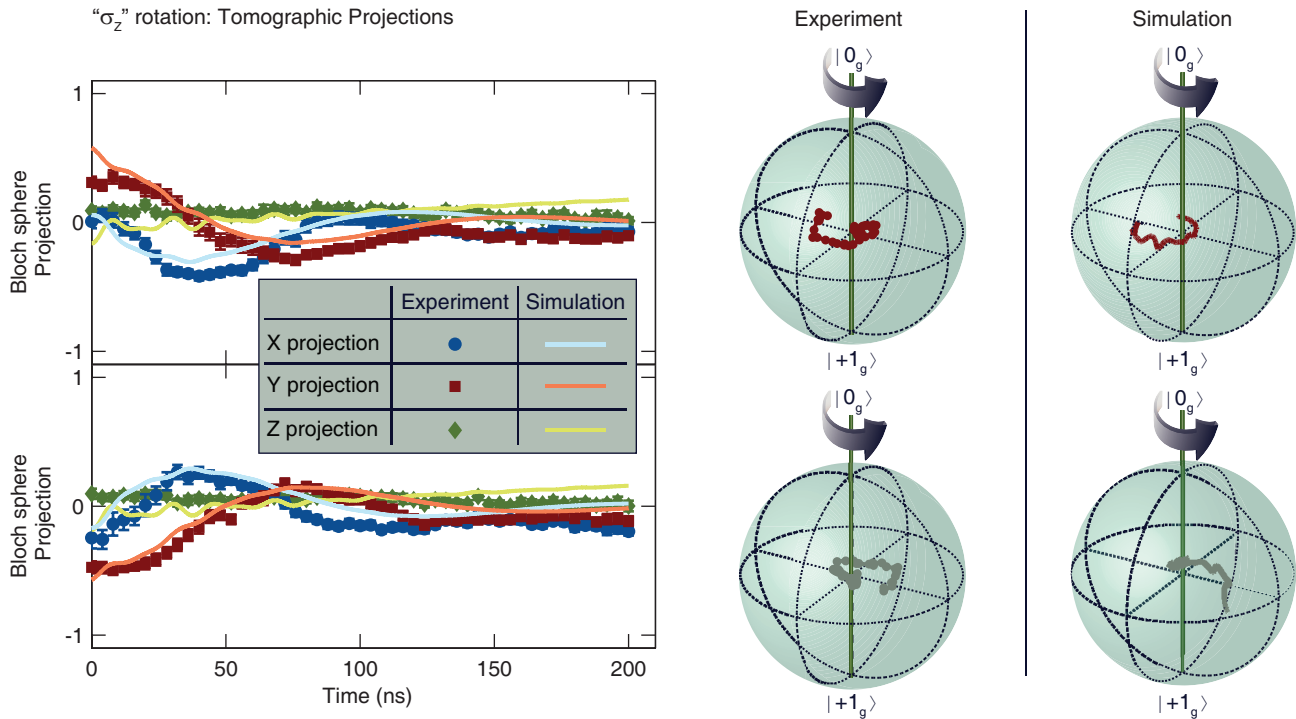 “σz” rotation: Tomographic Projections
Experiment
Simulation
1
0
-1
Bloch sphere
Projection
1
0
-1
Bloch sphere
Projection
0
50
100
150
200
Time (ns)
Experiment Simulation
X projection
Y projection
Z projection
| 0g ⟩
| 0g ⟩
| +1g ⟩
| +1g ⟩
| 0g ⟩
| 0g ⟩
| +1g ⟩
| +1g ⟩